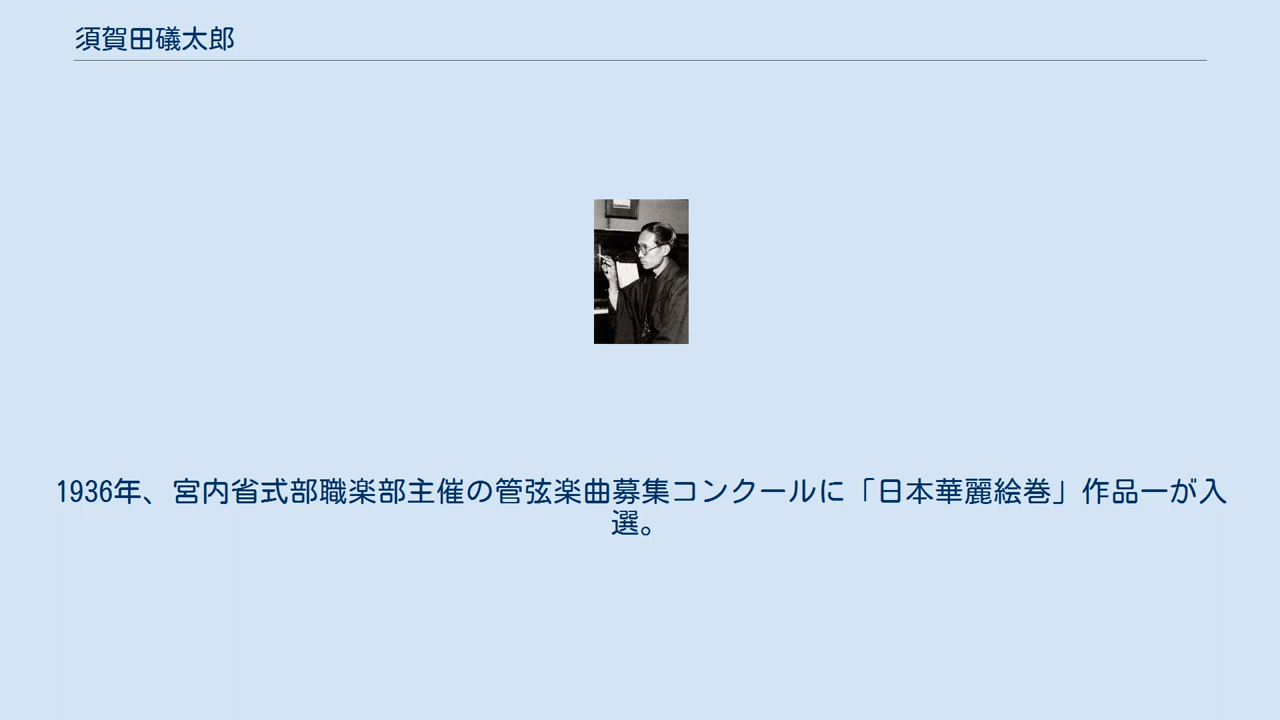 須賀田礒太郎
1936年、宮内省式部職楽部主催の管弦楽曲募集コンクールに「日本華麗絵巻」作品一が入
選。